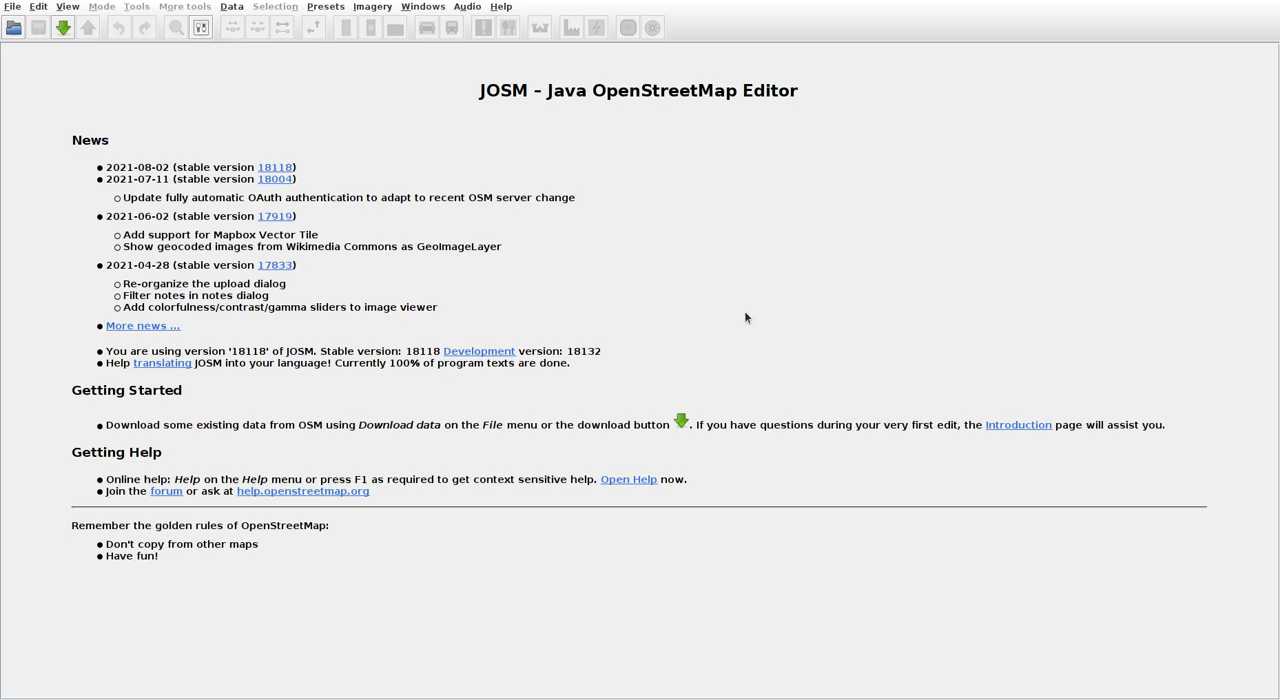 File Edit View Mode Tools More tools Data Selection Presets Imagery Windows Audio Help
JOSM – Java OpenStreetMap Editor
News
2021-08-02 (stable version 18118)
2021-07-11 (stable version 18004)
Update fully automatic OAuth authentication to adapt to recent OSM server change
2021-06-02 (stable version 17919)
Add support for Mapbox Vector Tile
Show geocoded images from Wikimedia Commons as GeoImageLayer
2021-04-28 (stable version 17833)
Re-organize the upload dialog
Filter notes in notes dialog
Add colorfulness/contrast/gamma sliders to image viewer
More news ...
You are using version '18118' of JOSM. Stable version: 18118 Development version: 18132
Help translating JOSM into your language! Currently 100% of program texts are done.
Getting Started
Download some existing data from OSM using Download data on the File menu or the download button . If you have questions during your very first edit, the Introduction page will assist you.
Getting Help
Online help: Help on the Help menu or press F1 as required to get context sensitive help. Open Help now.
Join the forum or ask at help.openstreetmap.org
Remember the golden rules of OpenStreetMap:
Don't copy from other maps
Have fun!